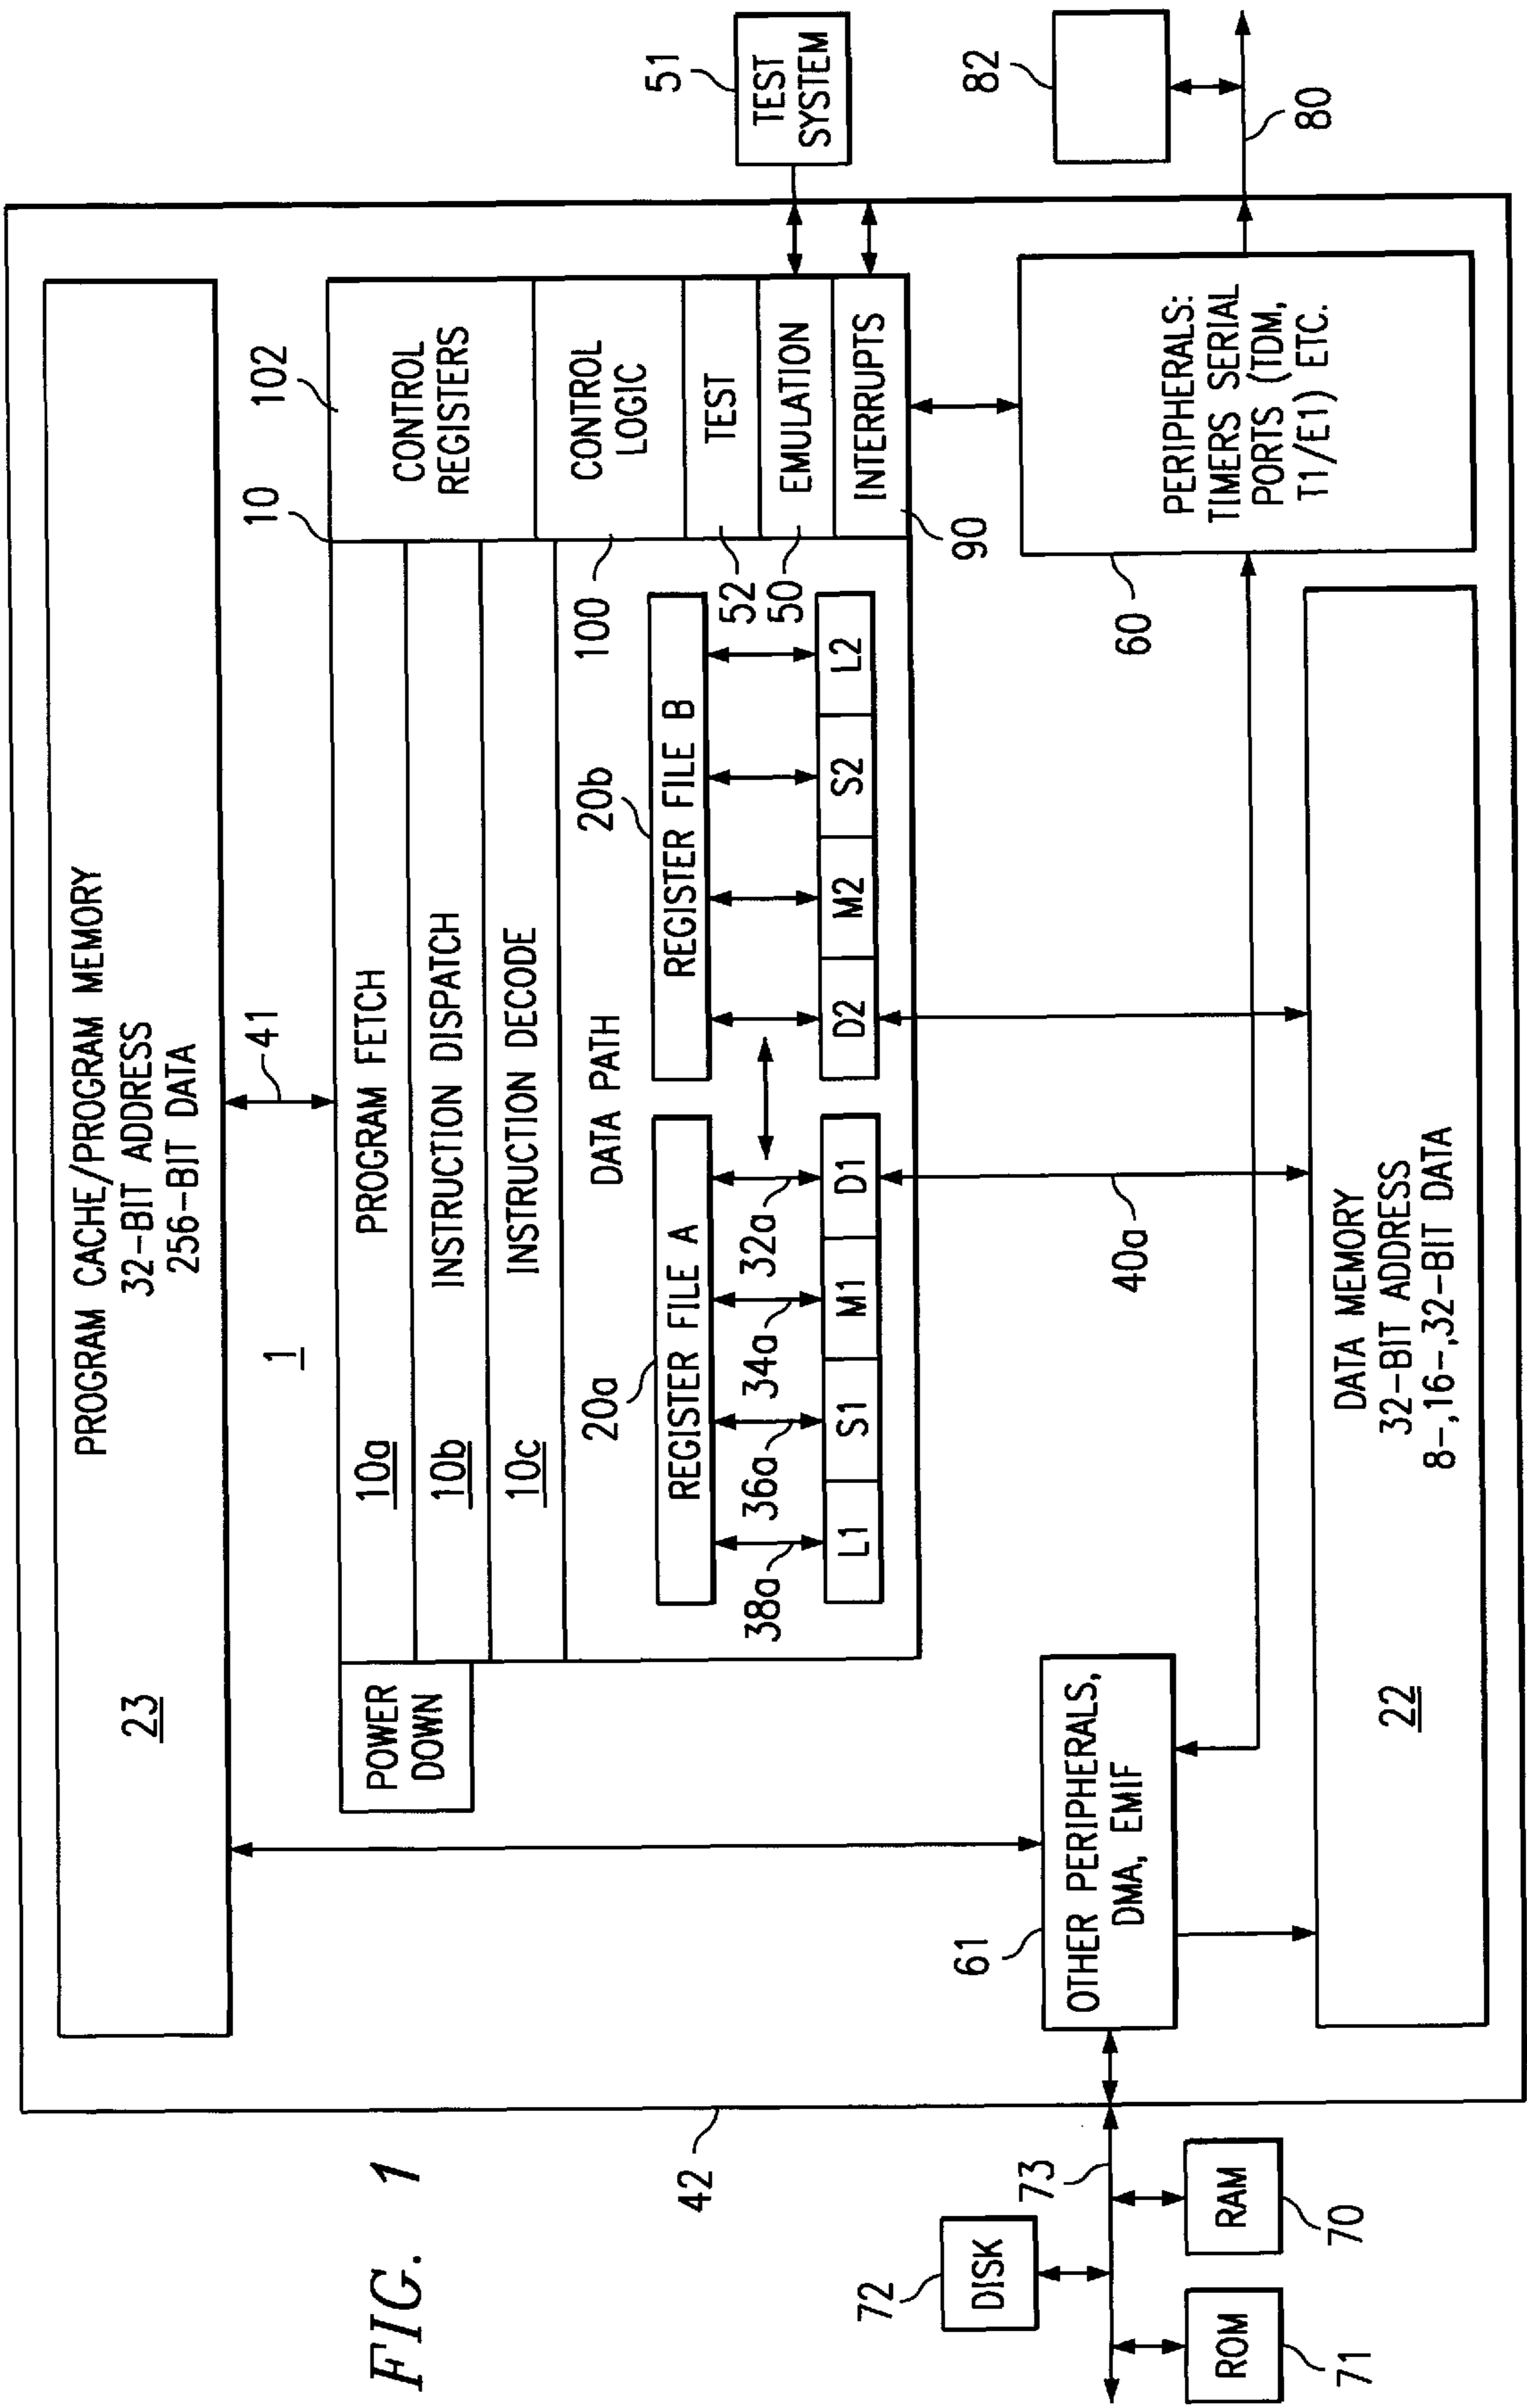 FIG. 1
42
PROGRAM CACHE/PROGRAM MEMORY
32-BIT ADDRESS
256-BIT DATA
23
41
1
10
102
POWER
DOWN
10a
PROGRAM FETCH
10b
INSTRUCTION DISPATCH
10c
INSTRUCTION DECODE
DATA PATH
CONTROL
REGISTERS
CONTROL
LOGIC
100
TEST
52
EMULATION
50
INTERRUPTS
90
20a
REGISTER FILE A
20b
REGISTER FILE B
38a
36a
34a
32a
L1
S1
M1
D1
D2
M2
S2
L2
51
TEST
SYSTEM
82
80
61
OTHER PERIPHERALS,
DMA, EMIF
40a
60
PERIPHERALS:
TIMERS SERIAL
PORTS (TDM,
T1/E1) ETC.
DATA MEMORY
32-BIT ADDRESS
8-,16-,32-BIT DATA
22
72
DISK
73
ROM
71
RAM
70